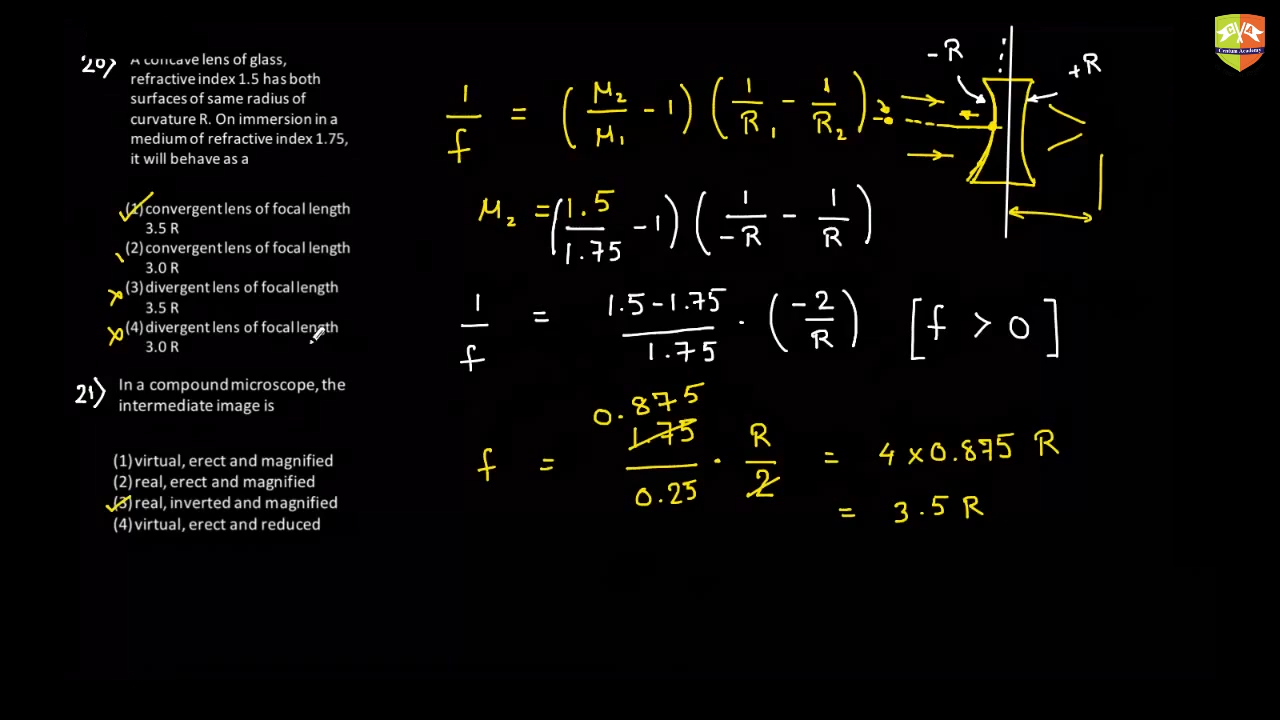 20)
A concave lens of glass,
refractive index 1.5 has both
surfaces of same radius of
curvature R. On immersion in a
medium of refractive index 1.75,
it will behave as a
(1) convergent lens of focal length
3.5 R
(2) convergent lens of focal length
3.0 R
(3) divergent lens of focal length
3.5 R
(4) divergent lens of focal length
3.0 R
21)
In a compound microscope, the
intermediate image is
(1) virtual, erect and magnified
(2) real, erect and magnified
(3) real, inverted and magnified
(4) virtual, erect and reduced
1/f = (μ₂/μ₁ − 1) (1/R₁ − 1/R₂)
μ₂ = (1.5/1.75 − 1) (1/−R − 1/R)
1/f = 1.5−1.75/1.75 · (−2/R) [f > 0]
0.875
f = 1.75/0.25 · R/2 = 4 × 0.875 R
= 3.5 R
−R
+R
Centum Academy